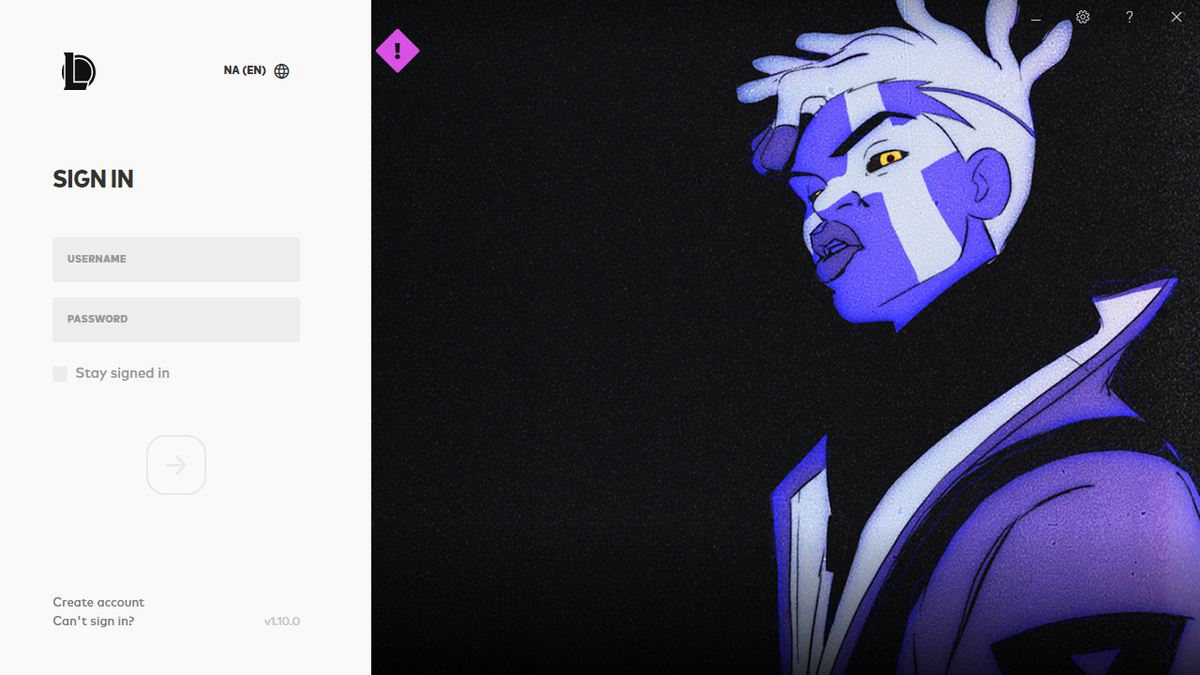 NA (EN)
SIGN IN
USERNAME
PASSWORD
Stay signed in
Create account
Can't sign in?
v1.10.0
!
?